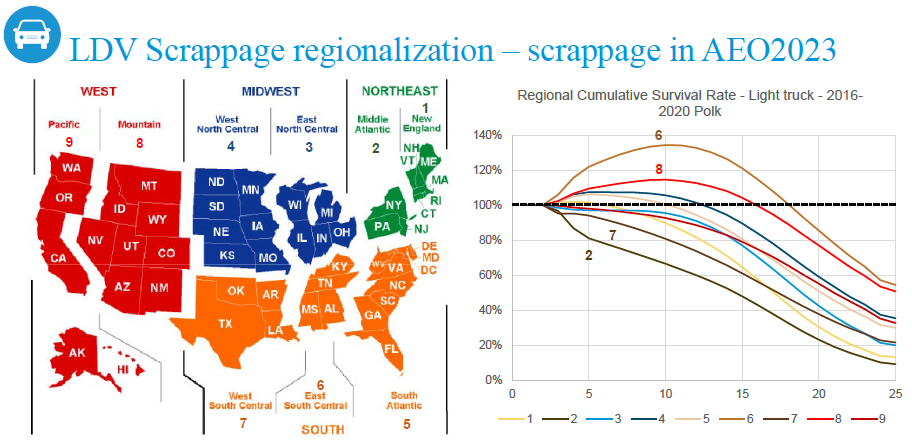 LDV Scrappage regionalization – scrappage in AEO2023
WEST
MIDWEST
NORTHEAST
Pacific
9
Mountain
8
West
North Central
4
East
North Central
3
Middle
Atlantic
2
1
New
England
WA
OR
CA
NV
ID
MT
WY
UT
CO
AZ
NM
AK
HI
ND
SD
NE
KS
MN
IA
MO
WI
MI
IL
IN
OH
NH
VT
ME
MA
RI
CT
NJ
NY
PA
DE
MD
DC
WV
VA
NC
SC
GA
FL
KY
TN
MS
AL
OK
AR
TX
LA
West
South Central
7
6
East
South Central
South
Atlantic
5
SOUTH
Regional Cumulative Survival Rate - Light truck - 2016-
2020 Polk
140%
120%
100%
80%
60%
40%
20%
0%
6
8
7
2
0 5 10 15 20 25
1 2 3 4 5 6 7 8 9